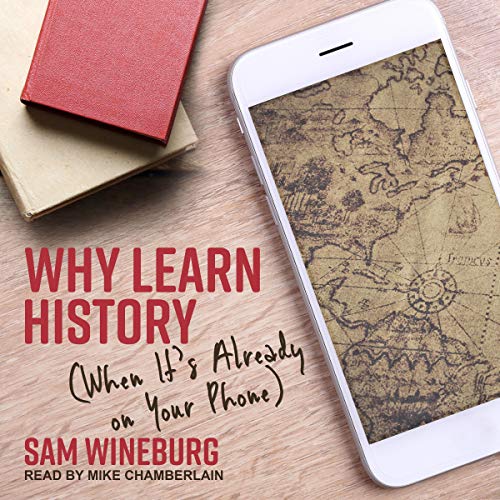 WHY LEARN
HISTORY
(When It's Already
on Your Phone)
SAM WINEBURG
READ BY MIKE CHAMBERLAIN